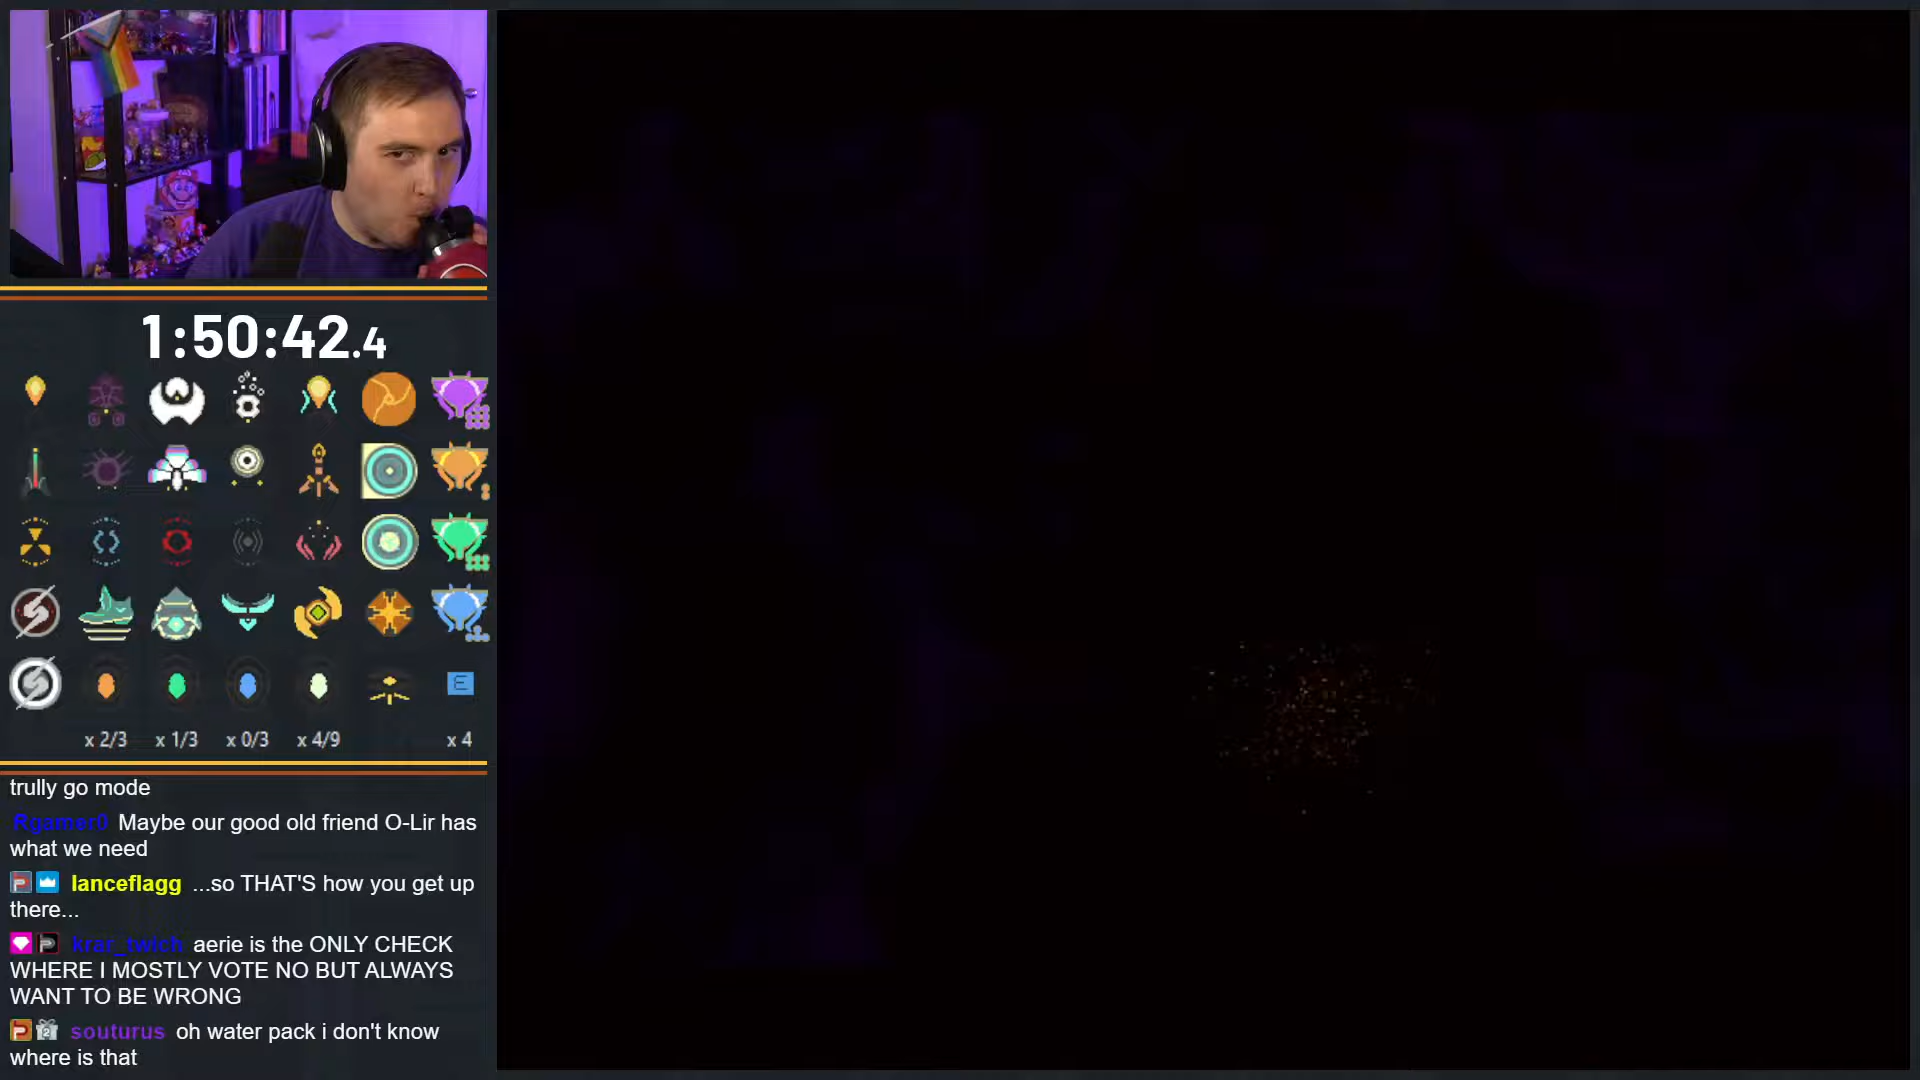 1:50:42.4
E
x 2/3 x 1/3 x 0/3 x 4/9 x 4
trully go mode
Rgamer0 Maybe our good old friend O-Lir has
what we need
lanceflagg ...so THAT'S how you get up
there...
krar_twich aerie is the ONLY CHECK
WHERE I MOSTLY VOTE NO BUT ALWAYS
WANT TO BE WRONG
souturus oh water pack i don't know
where is that